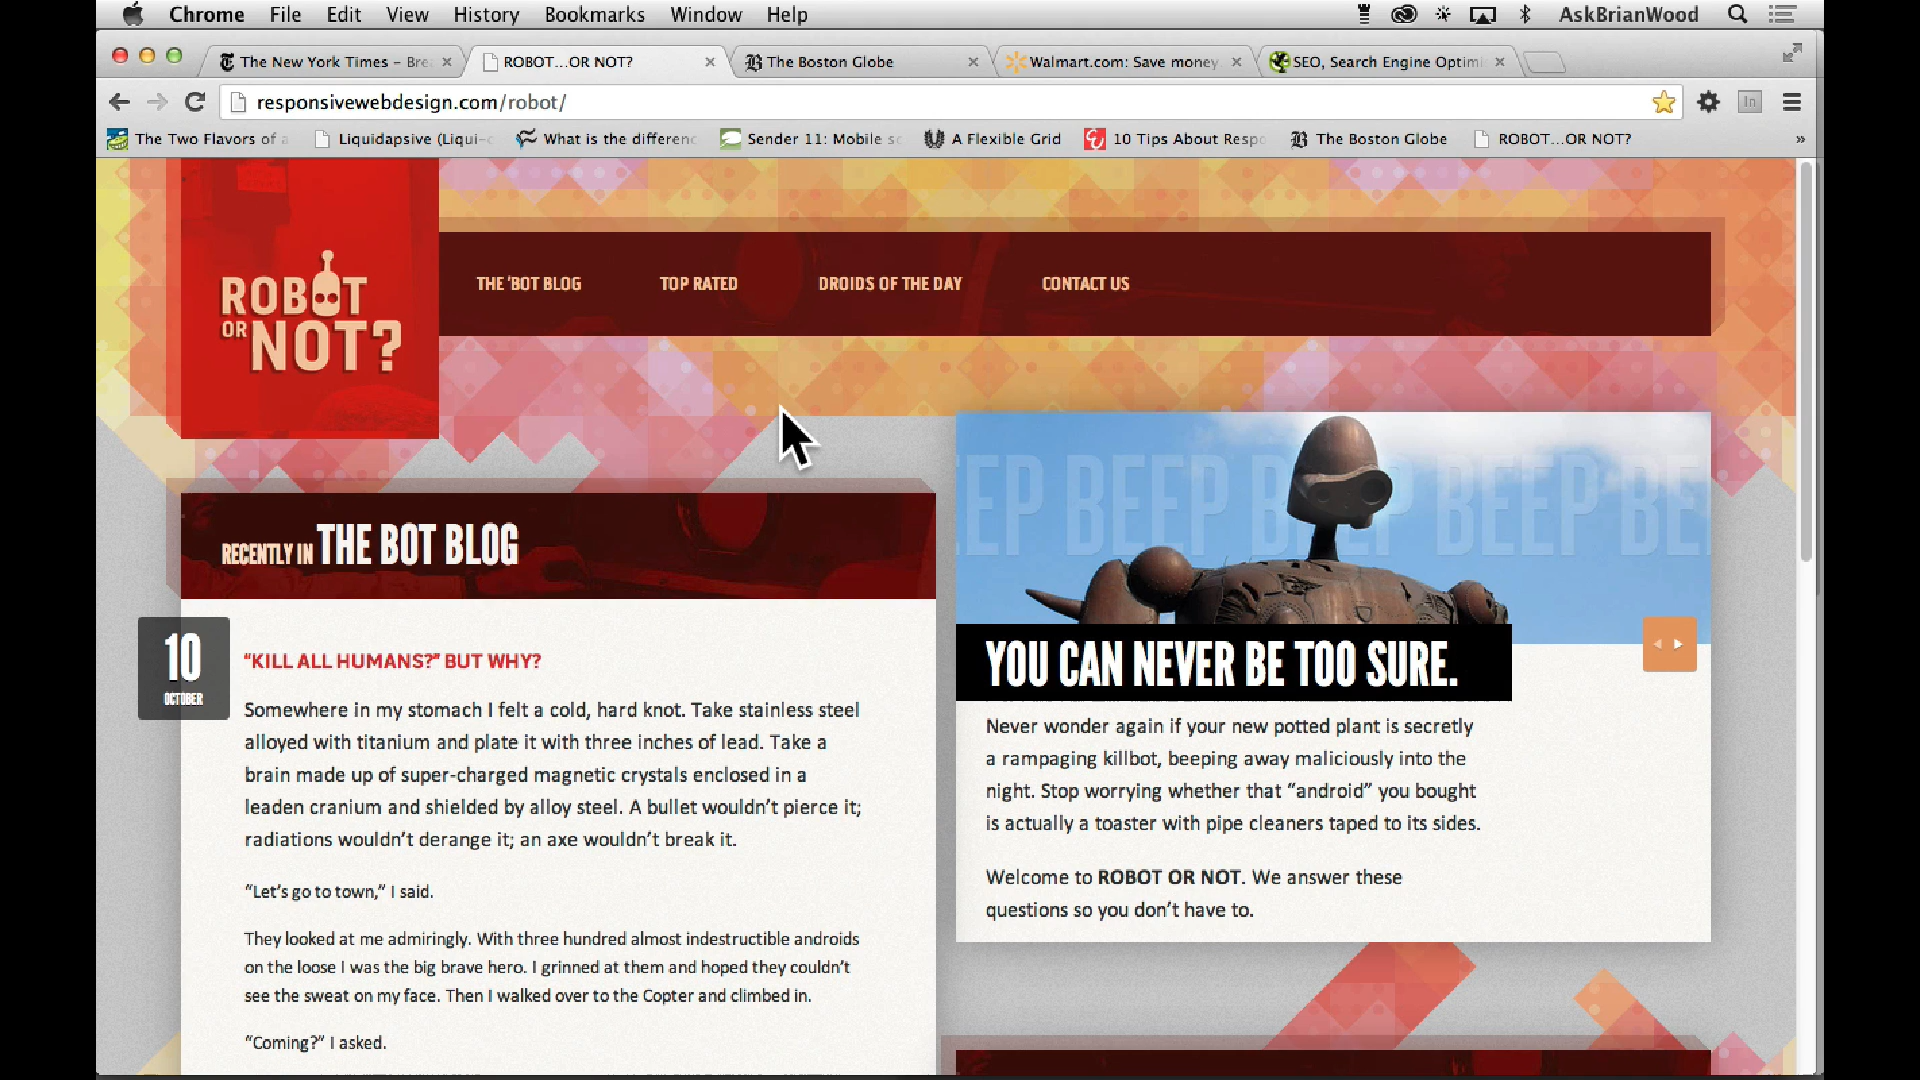 Chrome File Edit View History Bookmarks Window Help AskBrianWood
The New York Times – Bre
ROBOT...OR NOT?
The Boston Globe
Walmart.com: Save money
SEO, Search Engine Optimi
responsivewebdesign.com/robot/
The Two Flavors of a
Liquidapsive (Liqui-
What is the differenc
Sender 11: Mobile sc
A Flexible Grid
10 Tips About Respo
The Boston Globe
ROBOT...OR NOT?
ROBOT
OR NOT?
THE 'BOT BLOG TOP RATED DROIDS OF THE DAY CONTACT US
RECENTLY IN THE BOT BLOG
10
OCTOBER
“KILL ALL HUMANS?” BUT WHY?
Somewhere in my stomach I felt a cold, hard knot. Take stainless steel
alloyed with titanium and plate it with three inches of lead. Take a
brain made up of super-charged magnetic crystals enclosed in a
leaden cranium and shielded by alloy steel. A bullet wouldn’t pierce it;
radiations wouldn’t derange it; an axe wouldn’t break it.
“Let’s go to town,” I said.
They looked at me admiringly. With three hundred almost indestructible androids
on the loose I was the big brave hero. I grinned at them and hoped they couldn’t
see the sweat on my face. Then I walked over to the Copter and climbed in.
“Coming?” I asked.
EEP BEEP BEEP BEEP BE
YOU CAN NEVER BE TOO SURE.
Never wonder again if your new potted plant is secretly
a rampaging killbot, beeping away maliciously into the
night. Stop worrying whether that “android” you bought
is actually a toaster with pipe cleaners taped to its sides.
Welcome to ROBOT OR NOT. We answer these
questions so you don’t have to.